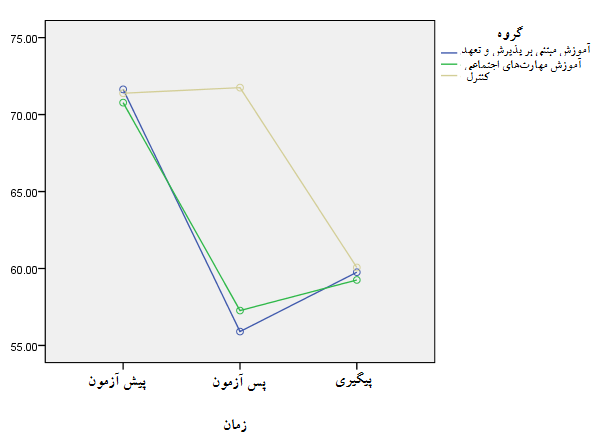 گروه
آموزش مبتنی بر پذیرش و تعهد
آموزش مهارت‌های اجتماعی
کنترل
75.00
70.00
65.00
60.00
55.00
پیش آزمون
پس آزمون
پیگیری
زمان